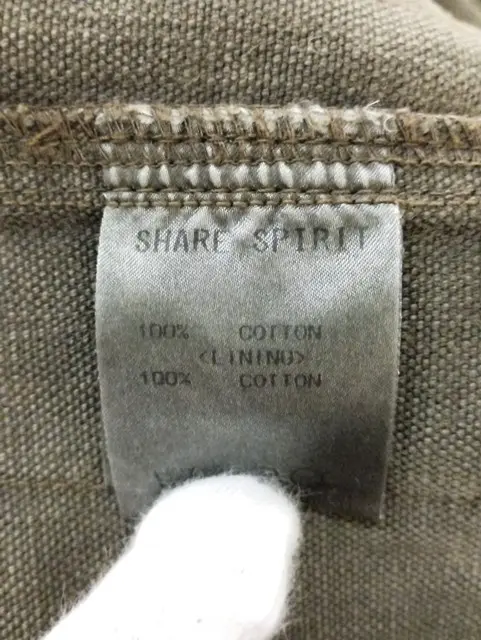 SHARE SPIRIT
100% COTTON
<LININU>
100% COTTON